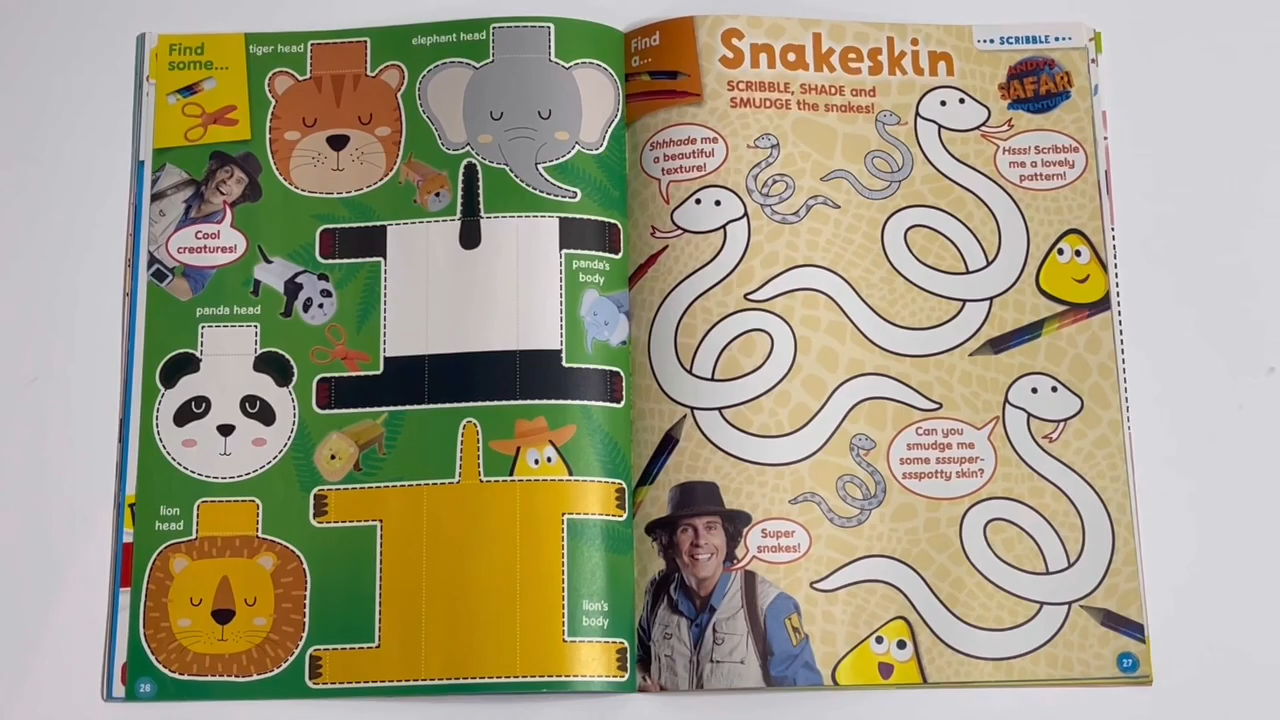 Find
some...
tiger head
elephant head
Cool
creatures!
panda's
body
panda head
lion
head
lion's
body
26
Find
a...
Snakeskin
SCRIBBLE, SHADE and
SMUDGE the snakes!
SCRIBBLE
ANDY'S
SAFARI
ADVENTURES
Shhhade me
a beautiful
texture!
Hsss! Scribble
me a lovely
pattern!
Can you
smudge me
some sssuper-
ssspotty skin?
Super
snakes!
27